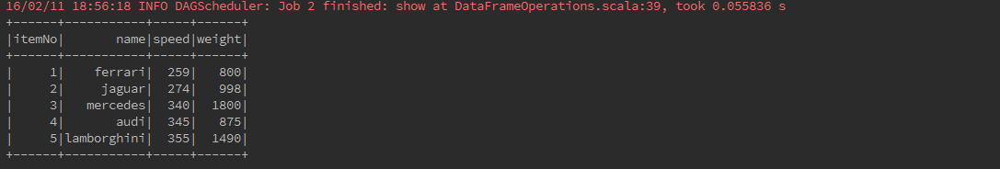 16/02/11 18:56:18 INFO DAGScheduler: Job 2 finished: show at DataFrameOperations.scala:39, took 0.055836 s
+------+-----------+-----+------+
|itemNo|       name|speed|weight|
+------+-----------+-----+------+
|     1|    ferrari|  259|   800|
|     2|     jaguar|  274|   998|
|     3|   mercedes|  340|  1800|
|     4|       audi|  345|   875|
|     5|lamborghini|  355|  1490|
+------+-----------+-----+------+